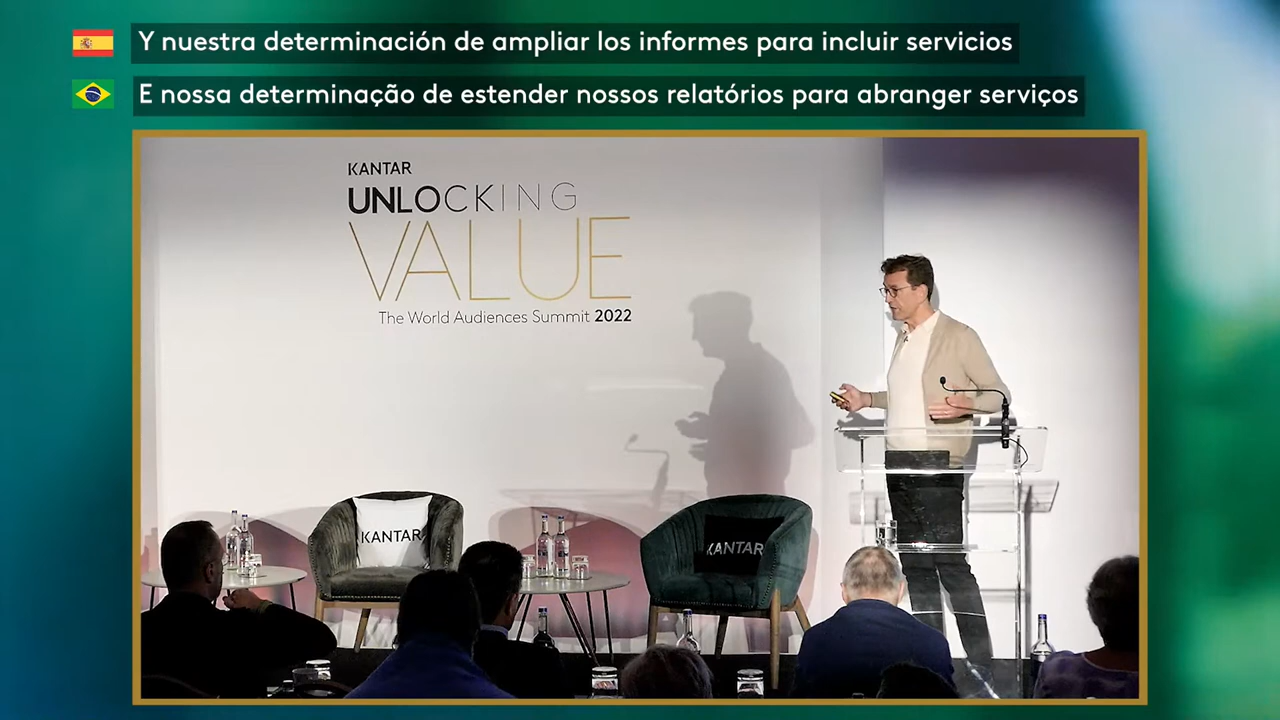 Y nuestra determinación de ampliar los informes para incluir servicios
E nossa determinação de estender nossos relatórios para abranger serviços
KANTAR
UNLOCKING
VALUE
The World Audiences Summit 2022
KANTAR
KANTAR